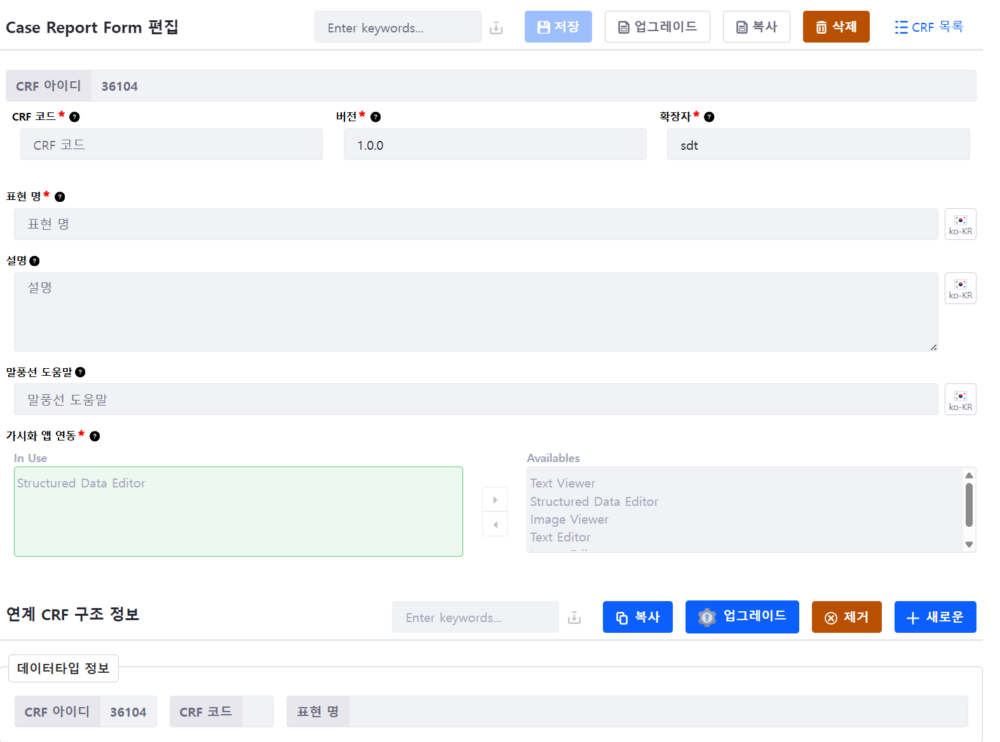 Case Report Form 편집
Enter keywords...
저장
업그레이드
복사
삭제
CRF 목록
CRF 아이디 36104
CRF 코드* ?
버전* ?
확장자* ?
CRF 코드
1.0.0
sdt
표현 명* ?
표현 명
ko-KR
설명 ?
설명
ko-KR
말풍선 도움말 ?
말풍선 도움말
ko-KR
가시화 앱 연동* ?
In Use
Structured Data Editor
Availables
Text Viewer
Structured Data Editor
Image Viewer
Text Editor
연계 CRF 구조 정보
Enter keywords...
복사
업그레이드
제거
새로운
데이터타입 정보
CRF 아이디 36104
CRF 코드
표현 명